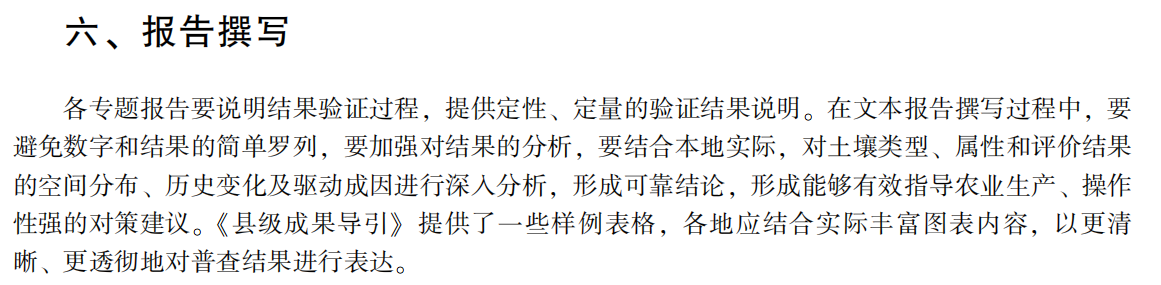 六、报告撰写
各专题报告要说明结果验证过程，提供定性、定量的验证结果说明。在文本报告撰写过程中，要
避免数字和结果的简单罗列，要加强对结果的分析，要结合本地实际，对土壤类型、属性和评价结果
的空间分布、历史变化及驱动成因进行深入分析，形成可靠结论，形成能够有效指导农业生产、操作
性强的对策建议。《县级成果导引》提供了一些样例表格，各地应结合实际丰富图表内容，以更清
晰、更透彻地对普查结果进行表达。